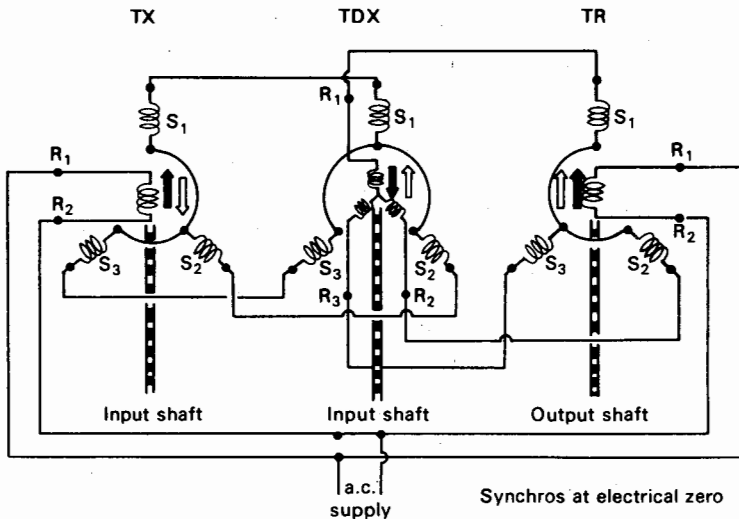 TX TDX TR
R1 S1 R1 S1 S1 R1
R2 R2
S3 S2 S3 S2 S3 S2
R3 R2
Input shaft Input shaft Output shaft
a.c.
supply
Synchros at electrical zero